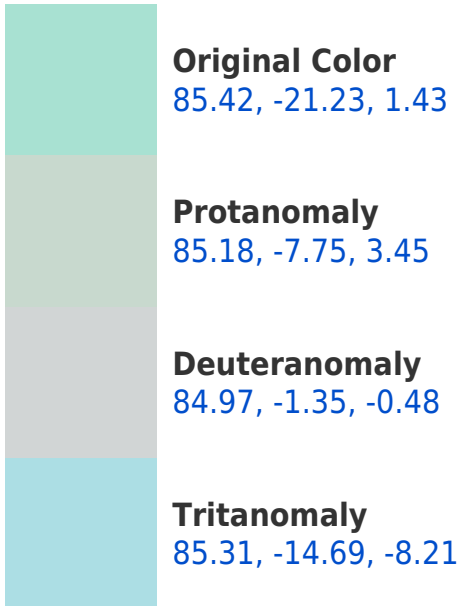 Original Color
85.42, -21.23, 1.43
Protanomaly
85.18, -7.75, 3.45
Deuteranomaly
84.97, -1.35, -0.48
Tritanomaly
85.31, -14.69, -8.21